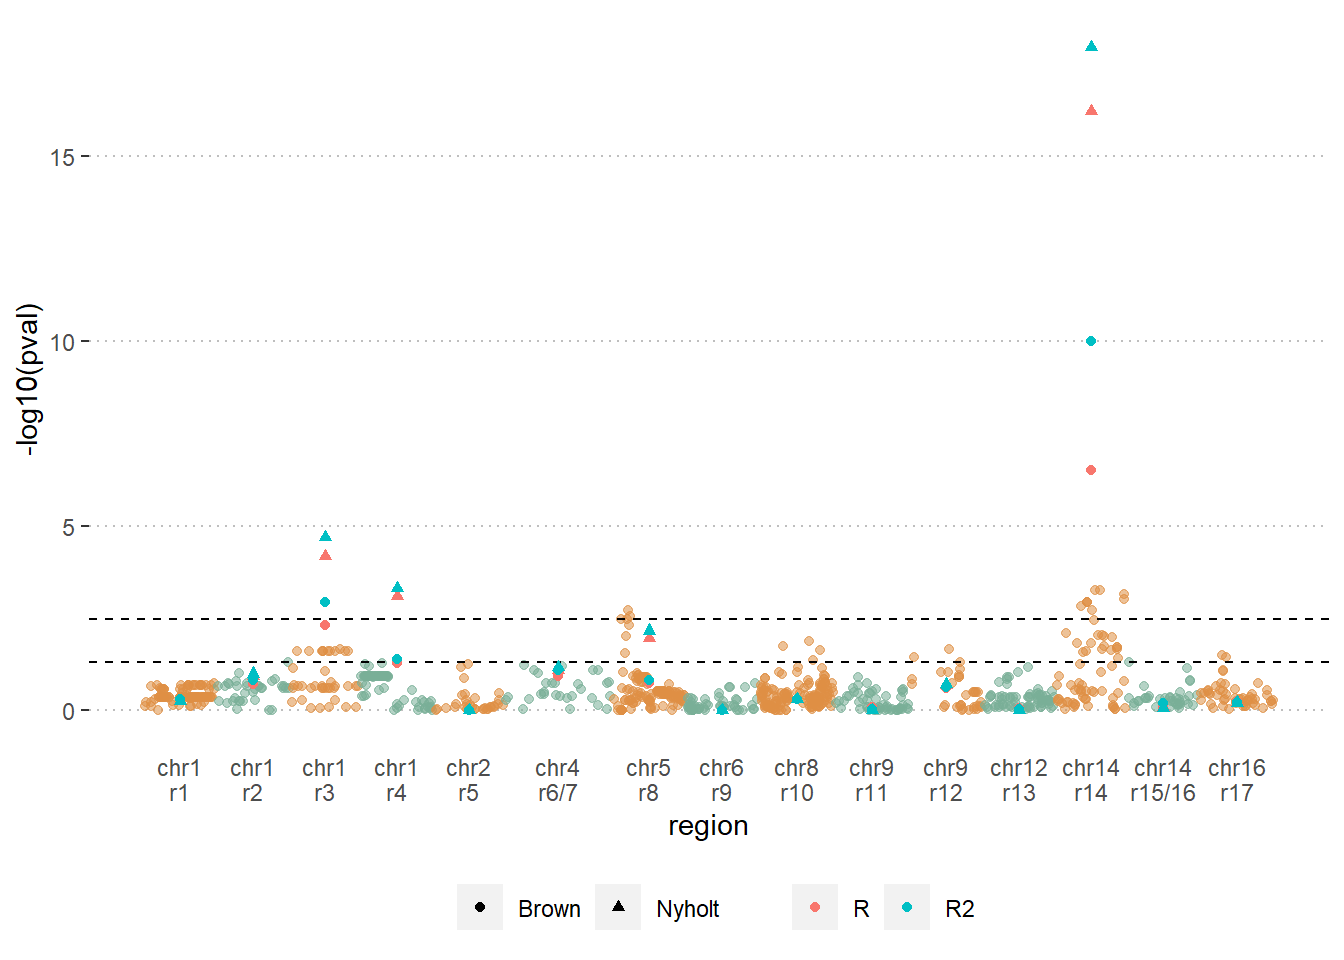 -log10(pval)
15
10
5
0
chr1 chr1 chr1 chr1 chr2 chr4 chr5 chr6 chr8 chr9 chr9 chr12 chr14 chr14 chr16
r1 r2 r3 r4 r5 r6/7 r8 r9 r10 r11 r12 r13 r14 r15/16 r17
region
Brown Nyholt R R2